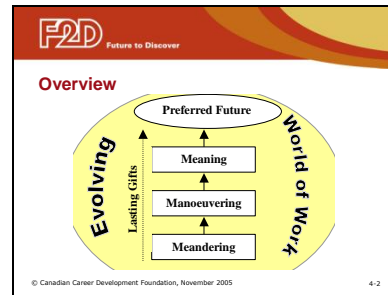 F2D Future to Discover
Overview
Preferred Future
Evolving
World of Work
Lasting Gifts
Meaning
Manoeuvering
Meandering
© Canadian Career Development Foundation, November 2005 4-2